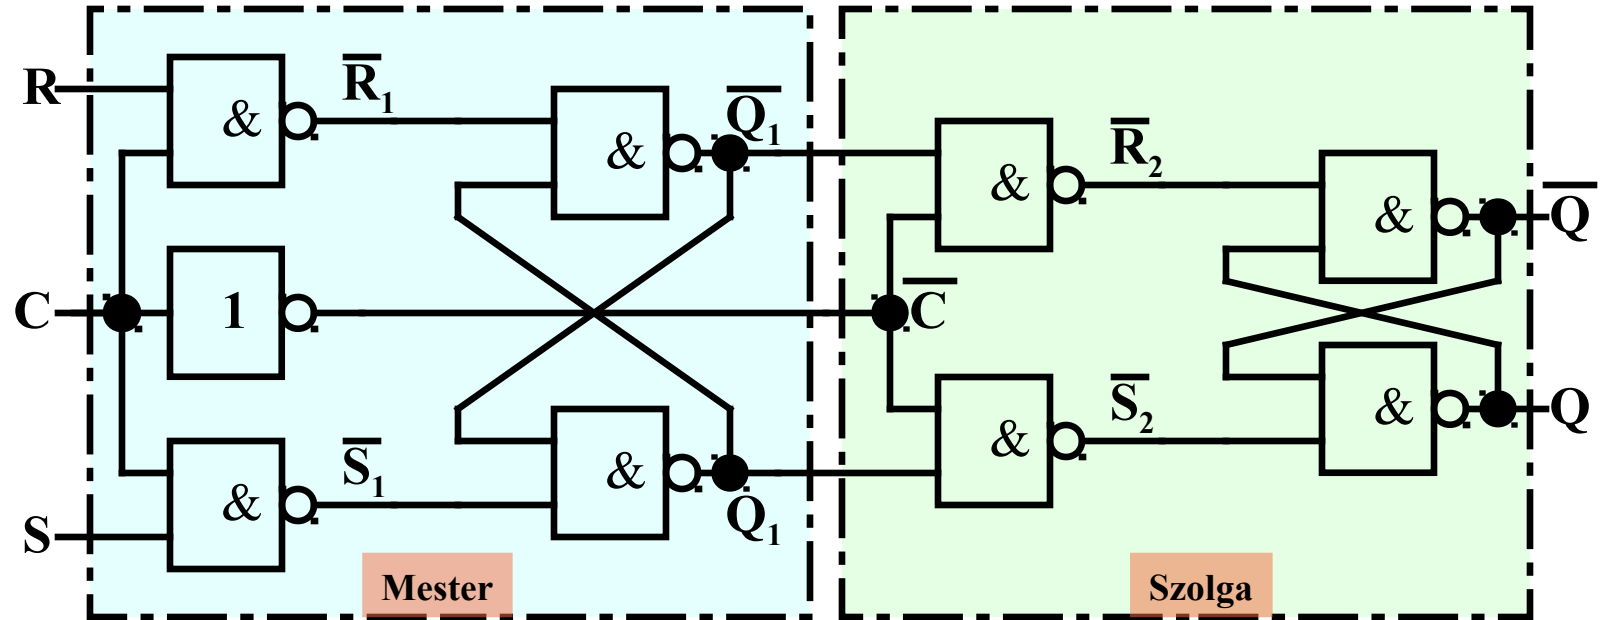 R
&
R̅₁
&
Q̅₁
&
R̅₂
&
Q̅
C
1
C̅
S
&
S̅₁
&
Q₁
&
S̅₂
&
Q
Mester
Szolga